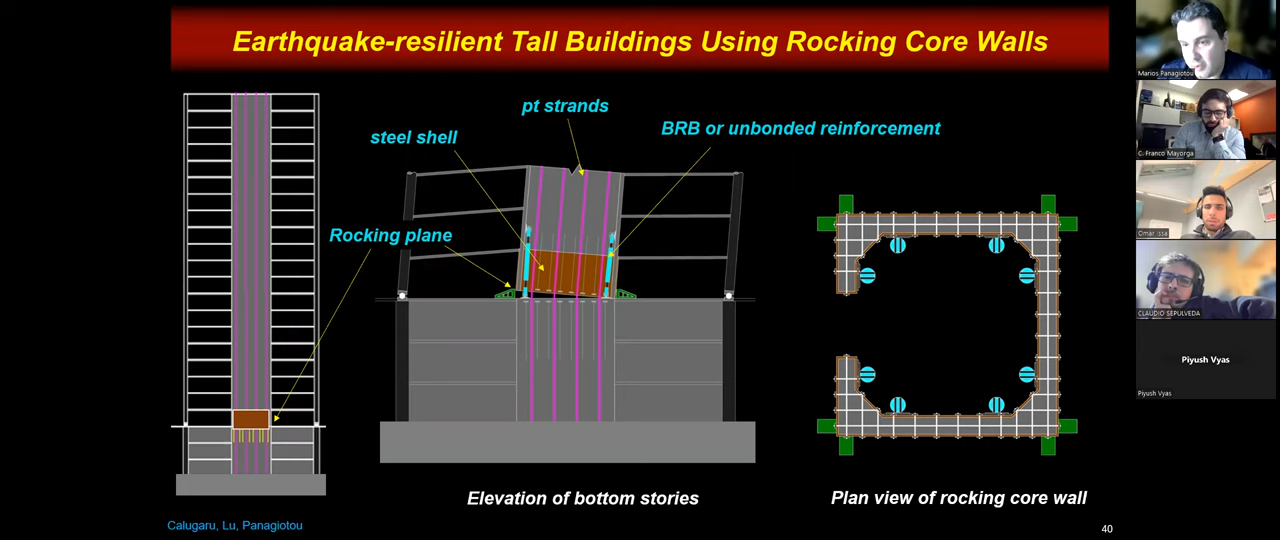 Earthquake-resilient Tall Buildings Using Rocking Core Walls
pt strands
steel shell
BRB or unbonded reinforcement
Rocking plane
Elevation of bottom stories
Plan view of rocking core wall
Calugaru, Lu, Panagiotou
40
Marios Panagiotou
C. Franco Mayorga
Omar Issa
CLAUDIO SEPULVEDA
Piyush Vyas
Piyush Vyas